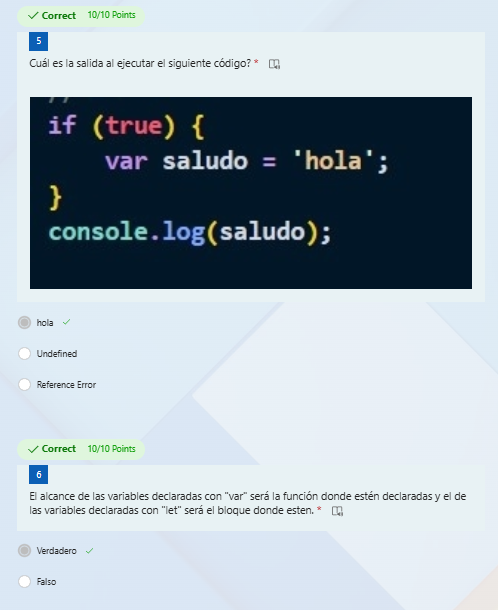 Correct 10/10 Points
5
Cuál es la salida al ejecutar el siguiente código? *
if (true) {
var saludo = 'hola';
}
console.log(saludo);
hola
Undefined
Reference Error
Correct 10/10 Points
6
El alcance de las variables declaradas con "var" será la función donde estén declaradas y el de
las variables declaradas con "let" será el bloque donde esten. *
Verdadero
Falso